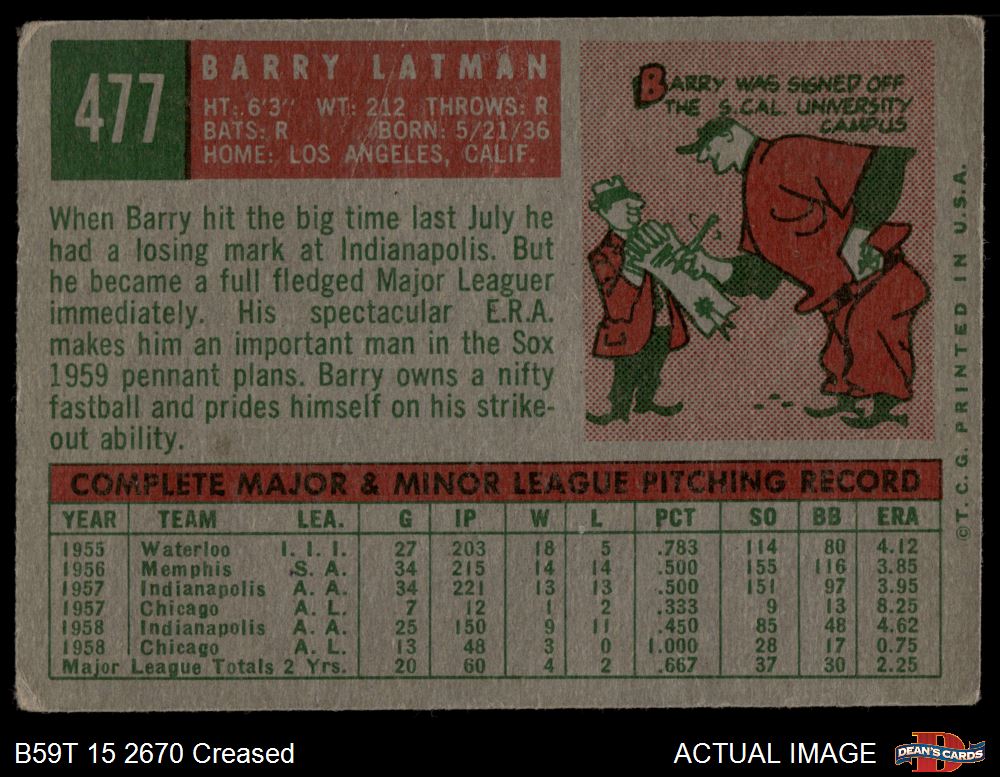 477
BARRY LATMAN
HT: 6'3" WT: 212 THROWS: R
BATS: R BORN: 5/21/36
HOME: LOS ANGELES, CALIF.
BARRY WAS SIGNED OFF
THE S. CAL. UNIVERSITY
CAMPUS
When Barry hit the big time last July he
had a losing mark at Indianapolis. But
he became a full fledged Major Leaguer
immediately. His spectacular E.R.A.
makes him an important man in the Sox
1959 pennant plans. Barry owns a nifty
fastball and prides himself on his strike-
out ability.
©T.C.G. PRINTED IN U.S.A.
COMPLETE MAJOR & MINOR LEAGUE PITCHING RECORD
YEAR TEAM LEA. G IP W L PCT SO BB ERA
1955 Waterloo I. I. I. 27 203 18 5 .783 114 80 4.12
1956 Memphis S. A. 34 215 14 14 .500 155 116 3.85
1957 Indianapolis A. A. 34 221 13 13 .500 151 97 3.95
1957 Chicago A. L. 7 12 1 2 .333 9 13 8.25
1958 Indianapolis A. A. 25 150 9 11 .450 85 48 4.62
1958 Chicago A. L. 13 48 3 0 1.000 28 17 0.75
Major League Totals 2 Yrs. 20 60 4 2 .667 37 30 2.25
B59T 15 2670 Creased
ACTUAL IMAGE
DEAN'S CARDS